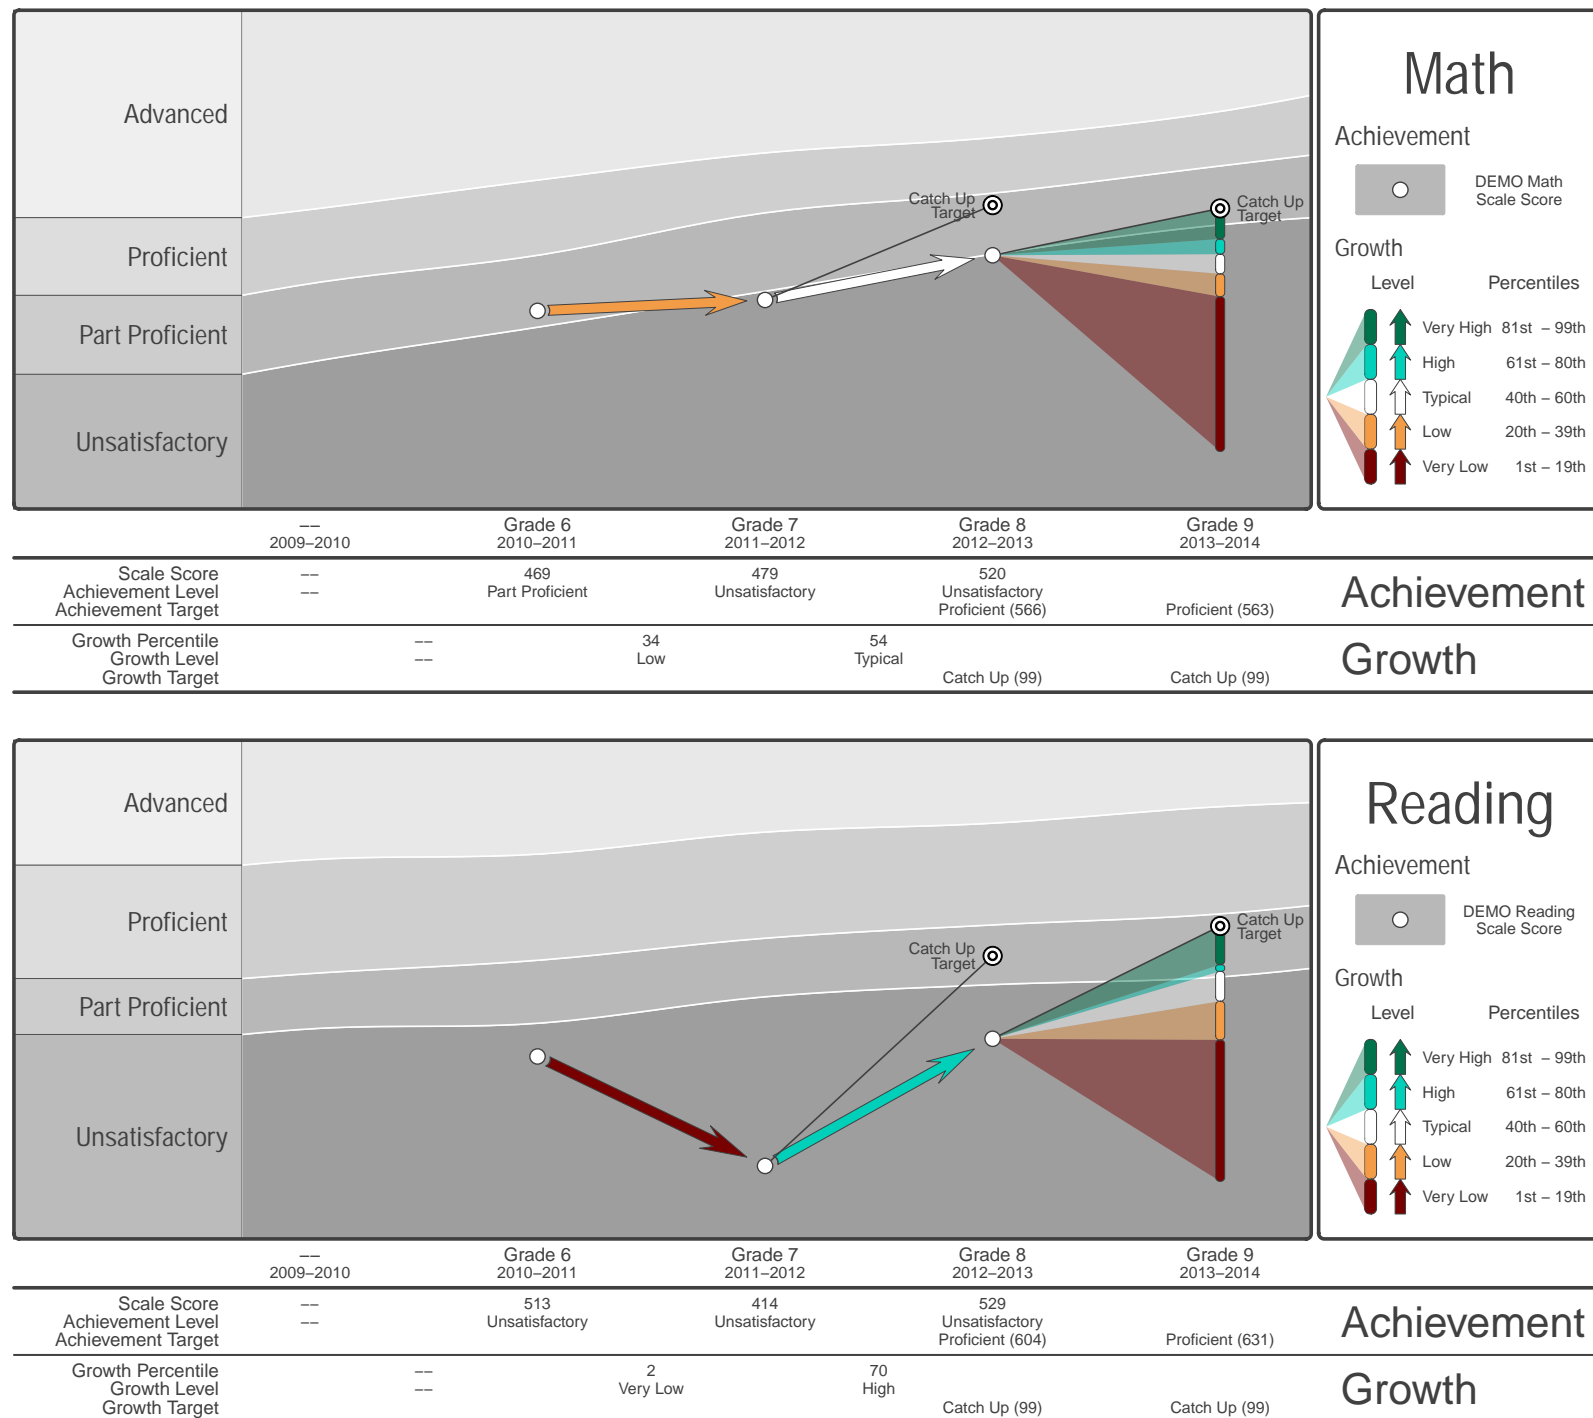 Advanced
Proficient
Part Proficient
Unsatisfactory
Catch Up
Target
Catch Up
Target
Math
Achievement
DEMO Math
Scale Score
Growth
Level Percentiles
Very High 81st – 99th
High 61st – 80th
Typical 40th – 60th
Low 20th – 39th
Very Low 1st – 19th
–– Grade 6 Grade 7 Grade 8 Grade 9
2009–2010 2010–2011 2011–2012 2012–2013 2013–2014
Scale Score –– 469 479 520
Achievement Level –– Part Proficient Unsatisfactory Unsatisfactory
Achievement Target Proficient (566) Proficient (563)
Achievement
Growth Percentile –– 34 54
Growth Level –– Low Typical
Growth Target Catch Up (99) Catch Up (99)
Growth
Advanced
Proficient
Part Proficient
Unsatisfactory
Catch Up
Target
Catch Up
Target
Reading
Achievement
DEMO Reading
Scale Score
Growth
Level Percentiles
Very High 81st – 99th
High 61st – 80th
Typical 40th – 60th
Low 20th – 39th
Very Low 1st – 19th
–– Grade 6 Grade 7 Grade 8 Grade 9
2009–2010 2010–2011 2011–2012 2012–2013 2013–2014
Scale Score –– 513 414 529
Achievement Level –– Unsatisfactory Unsatisfactory Unsatisfactory
Achievement Target Proficient (604) Proficient (631)
Achievement
Growth Percentile –– 2 70
Growth Level –– Very Low High
Growth Target Catch Up (99) Catch Up (99)
Growth